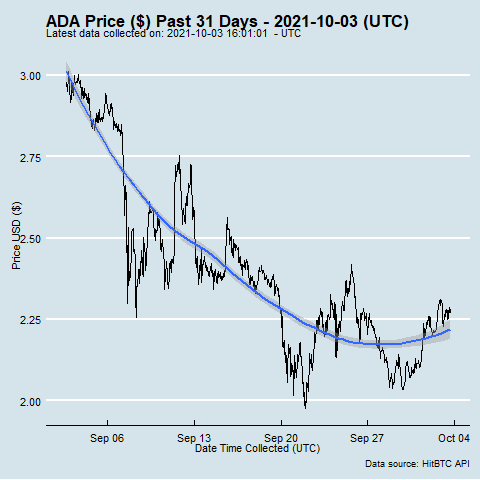 ADA Price ($) Past 31 Days - 2021-10-03 (UTC)
Latest data collected on: 2021-10-03 16:01:01 - UTC
3.00
2.75
2.50
2.25
2.00
Price USD ($)
Sep 06 Sep 13 Sep 20 Sep 27 Oct 04
Date Time Collected (UTC)
Data source: HitBTC API